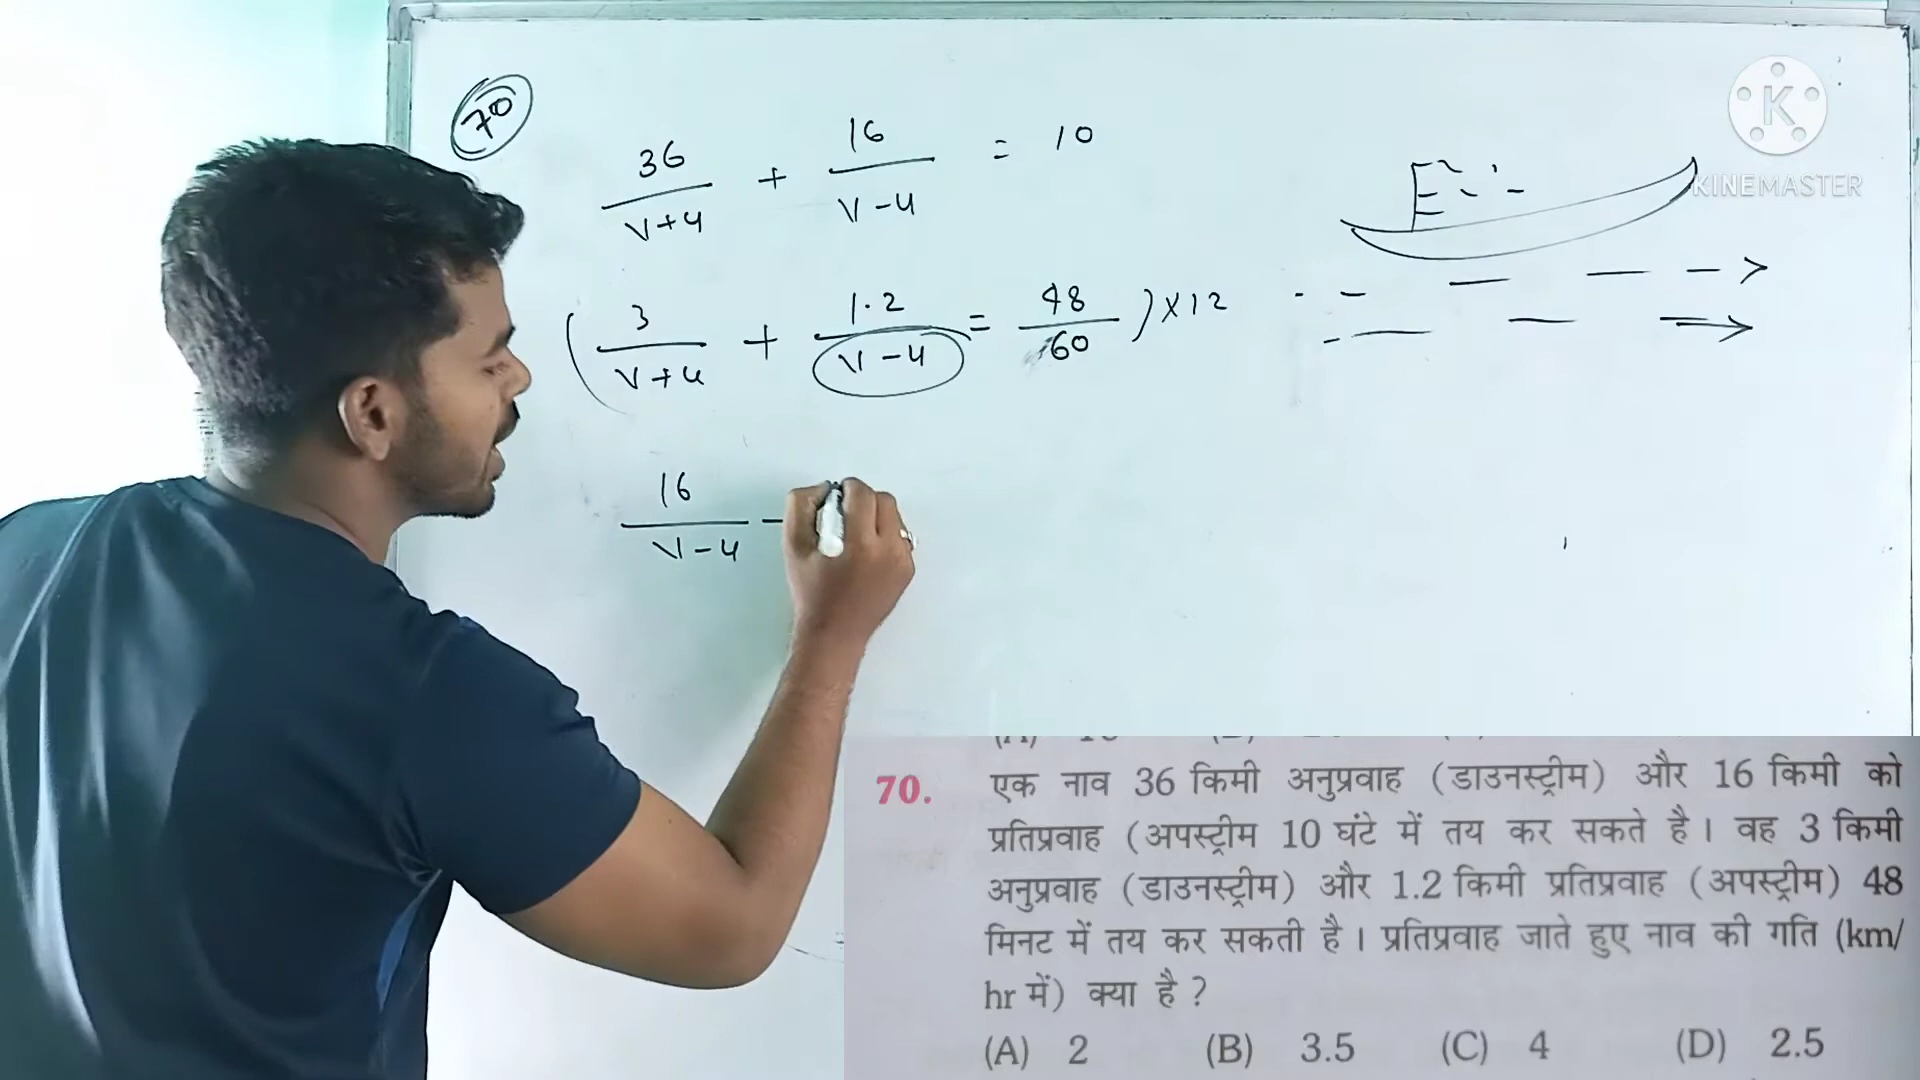 70
36/v+4 + 16/v-4 = 10
(3/v+4 + 1.2/v-4 = 48/60) x12
16/v-4 -
K
KINEMASTER
70. एक नाव 36 किमी अनुप्रवाह (डाउनस्ट्रीम) और 16 किमी को
प्रतिप्रवाह (अपस्ट्रीम 10 घंटे में तय कर सकते है। वह 3 किमी
अनुप्रवाह (डाउनस्ट्रीम) और 1.2 किमी प्रतिप्रवाह (अपस्ट्रीम) 48
मिनट में तय कर सकती है। प्रतिप्रवाह जाते हुए नाव की गति (km/
hr में) क्या है ?
(A) 2 (B) 3.5 (C) 4 (D) 2.5